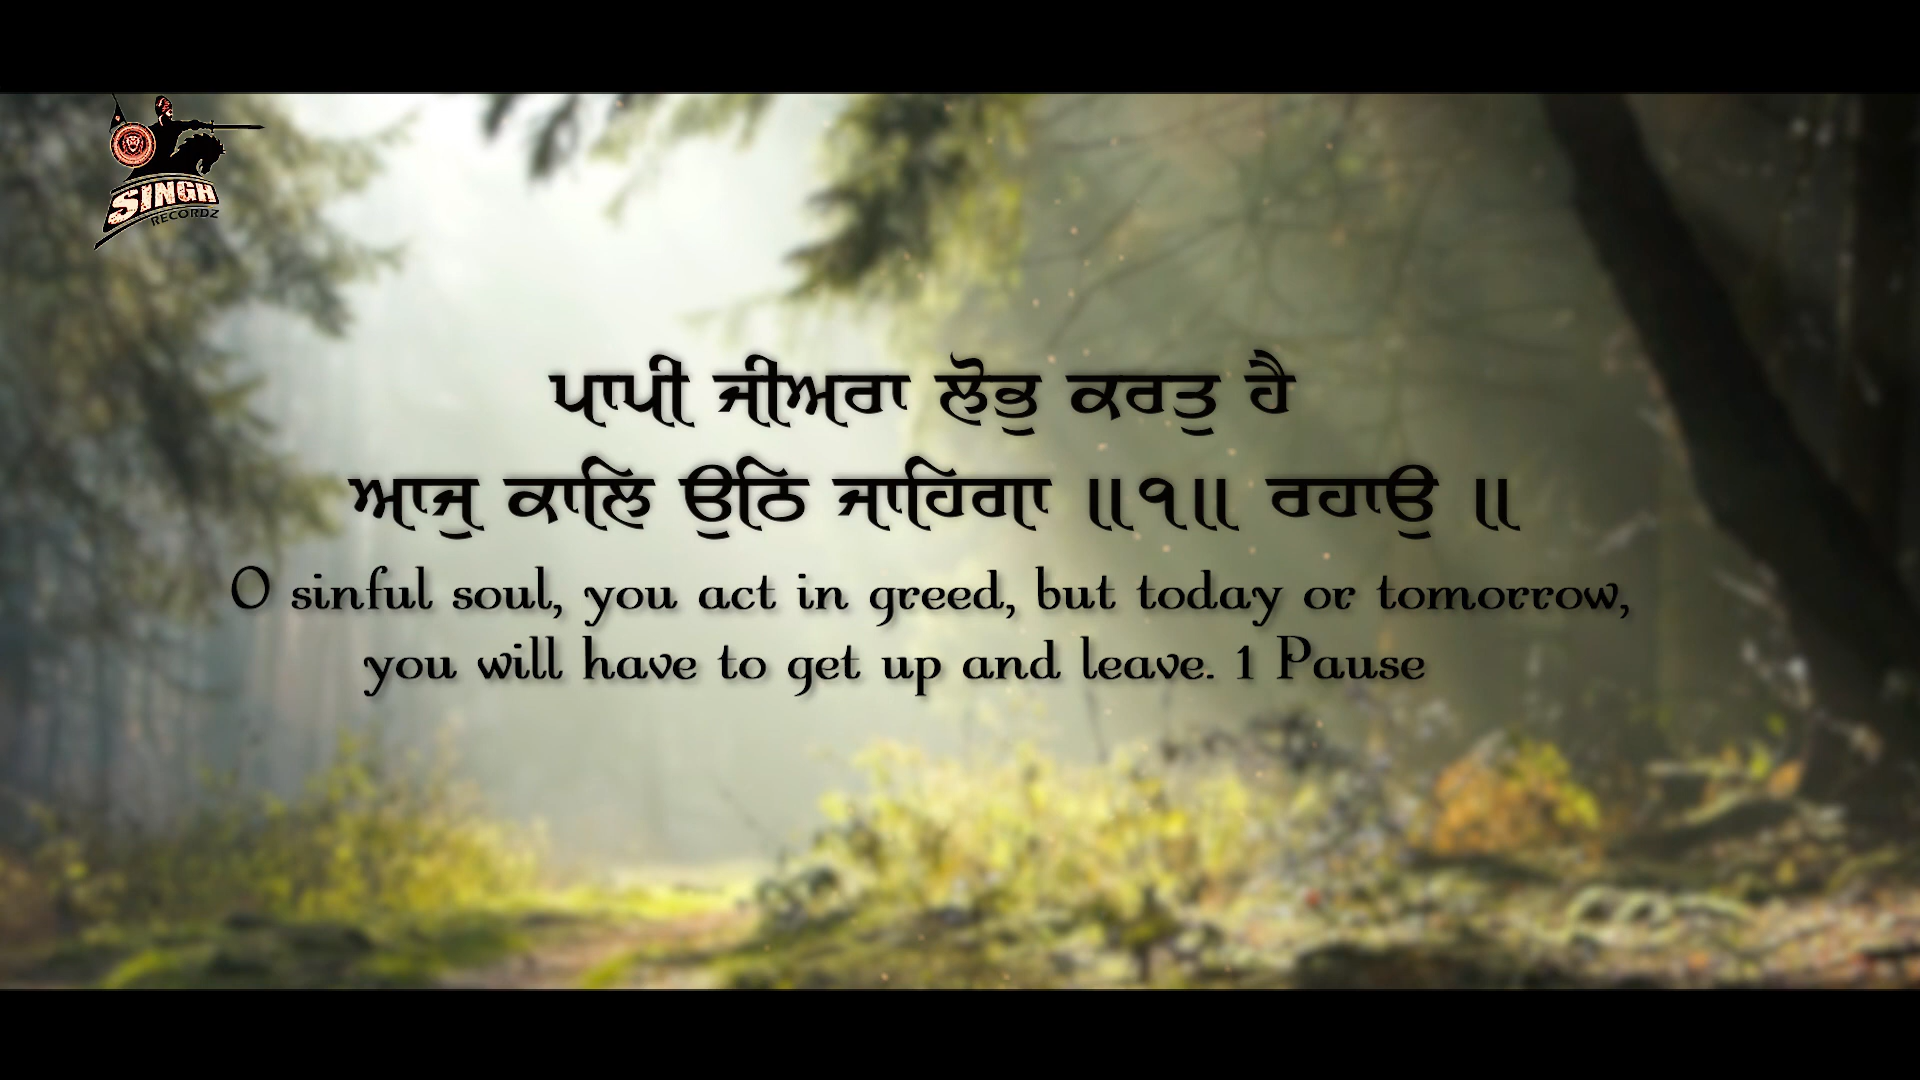 SINGH
RECORDZ
ਪਾਪੀ ਜੀਅਰਾ ਲੋਭੁ ਕਰਤੁ ਹੈ
ਆਜੁ ਕਾਲਿ ਉਠਿ ਜਾਹਿਗਾ ॥੧॥ ਰਹਾਉ ॥
O sinful soul, you act in greed, but today or tomorrow,
you will have to get up and leave. 1 Pause